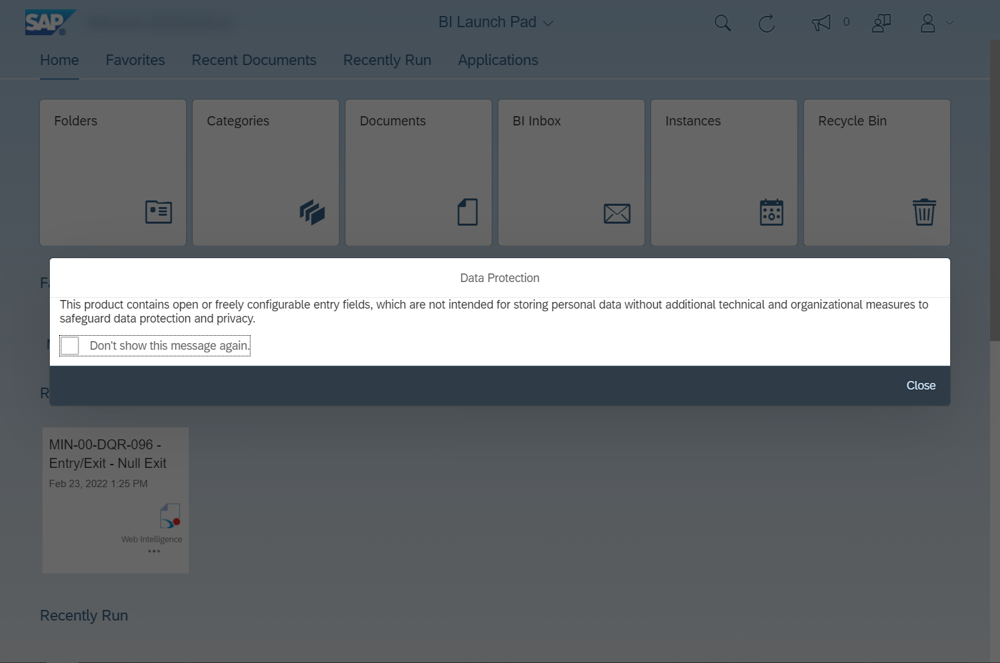 SAP
BI Launch Pad
0
Home Favorites Recent Documents Recently Run Applications
Folders
Categories
Documents
BI Inbox
Instances
Recycle Bin
Data Protection
This product contains open or freely configurable entry fields, which are not intended for storing personal data without additional technical and organizational measures to
safeguard data protection and privacy.
Don't show this message again.
Close
MIN-00-DQR-096 -
Entry/Exit - Null Exit
Feb 23, 2022 1:25 PM
Web Intelligence
Recently Run